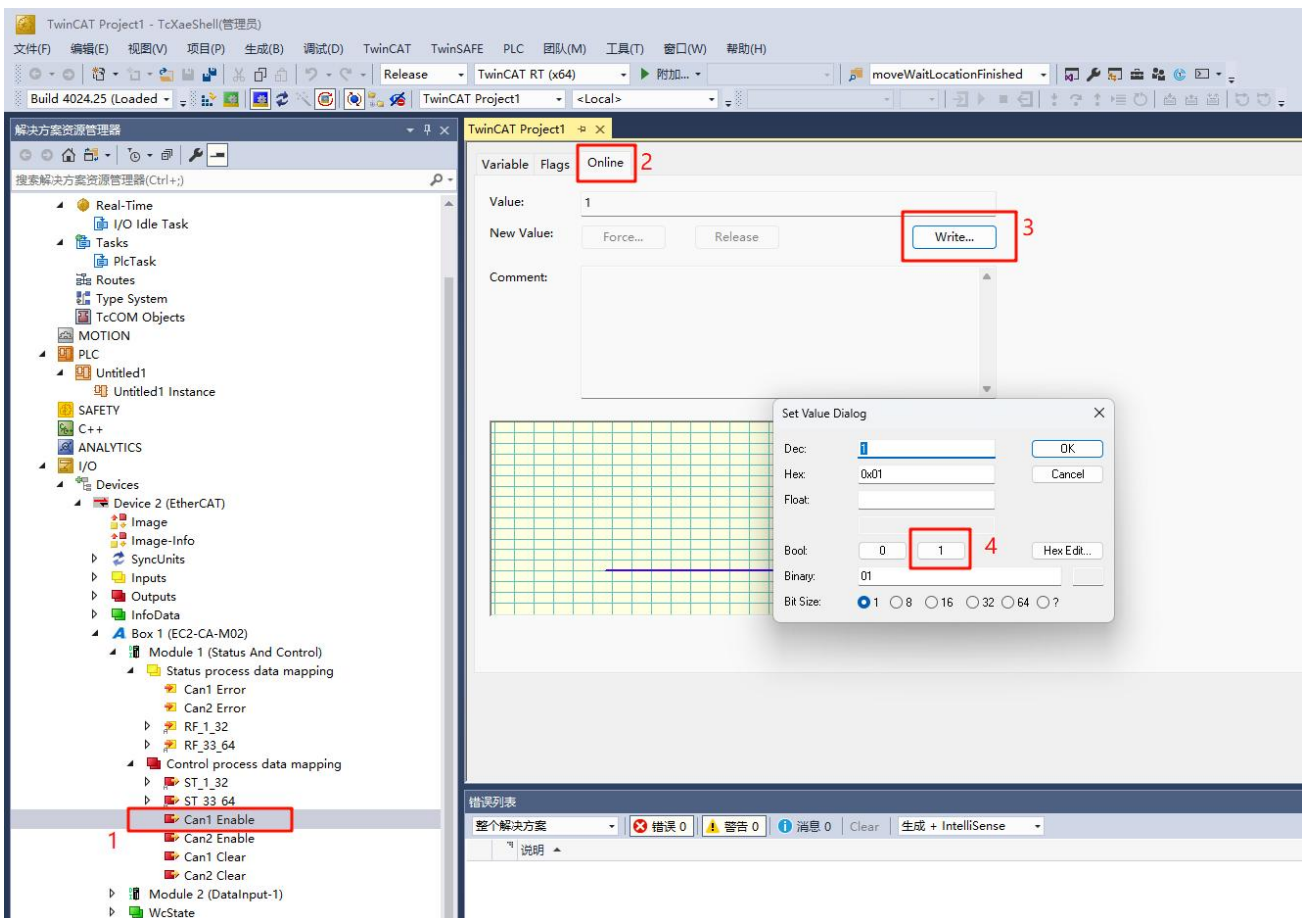 TwinCAT Project1 - TcXaeShell(管理员)
文件(F) 编辑(E) 视图(V) 项目(P) 生成(B) 调试(D) TwinCAT TwinSAFE PLC 团队(M) 工具(T) 窗口(W) 帮助(H)
Release TwinCAT RT (x64) 附加... moveWaitLocationFinished
Build 4024.25 (Loaded TwinCAT Project1 <Local>
解决方案资源管理器
搜索解决方案资源管理器(Ctrl+;)
Real-Time
I/O Idle Task
Tasks
PlcTask
Routes
Type System
TcCOM Objects
MOTION
PLC
Untitled1
Untitled1 Instance
SAFETY
C++
ANALYTICS
I/O
Devices
Device 2 (EtherCAT)
Image
Image-Info
SyncUnits
Inputs
Outputs
InfoData
Box 1 (EC2-CA-M02)
Module 1 (Status And Control)
Status process data mapping
Can1 Error
Can2 Error
RF_1_32
RF_33_64
Control process data mapping
ST_1_32
ST_33_64
Can1 Enable
1
Can2 Enable
Can1 Clear
Can2 Clear
Module 2 (DataInput-1)
WcState
TwinCAT Project1
Variable Flags Online 2
Value: 1
New Value: Force... Release Write... 3
Comment:
Set Value Dialog
Dec: 1 OK
Hex: 0x01 Cancel
Float:
Bool: 0 1 4 Hex Edit...
Binary: 01
Bit Size: 1 8 16 32 64 ?
错误列表
整个解决方案 错误 0 警告 0 消息 0 Clear 生成 + IntelliSense
说明